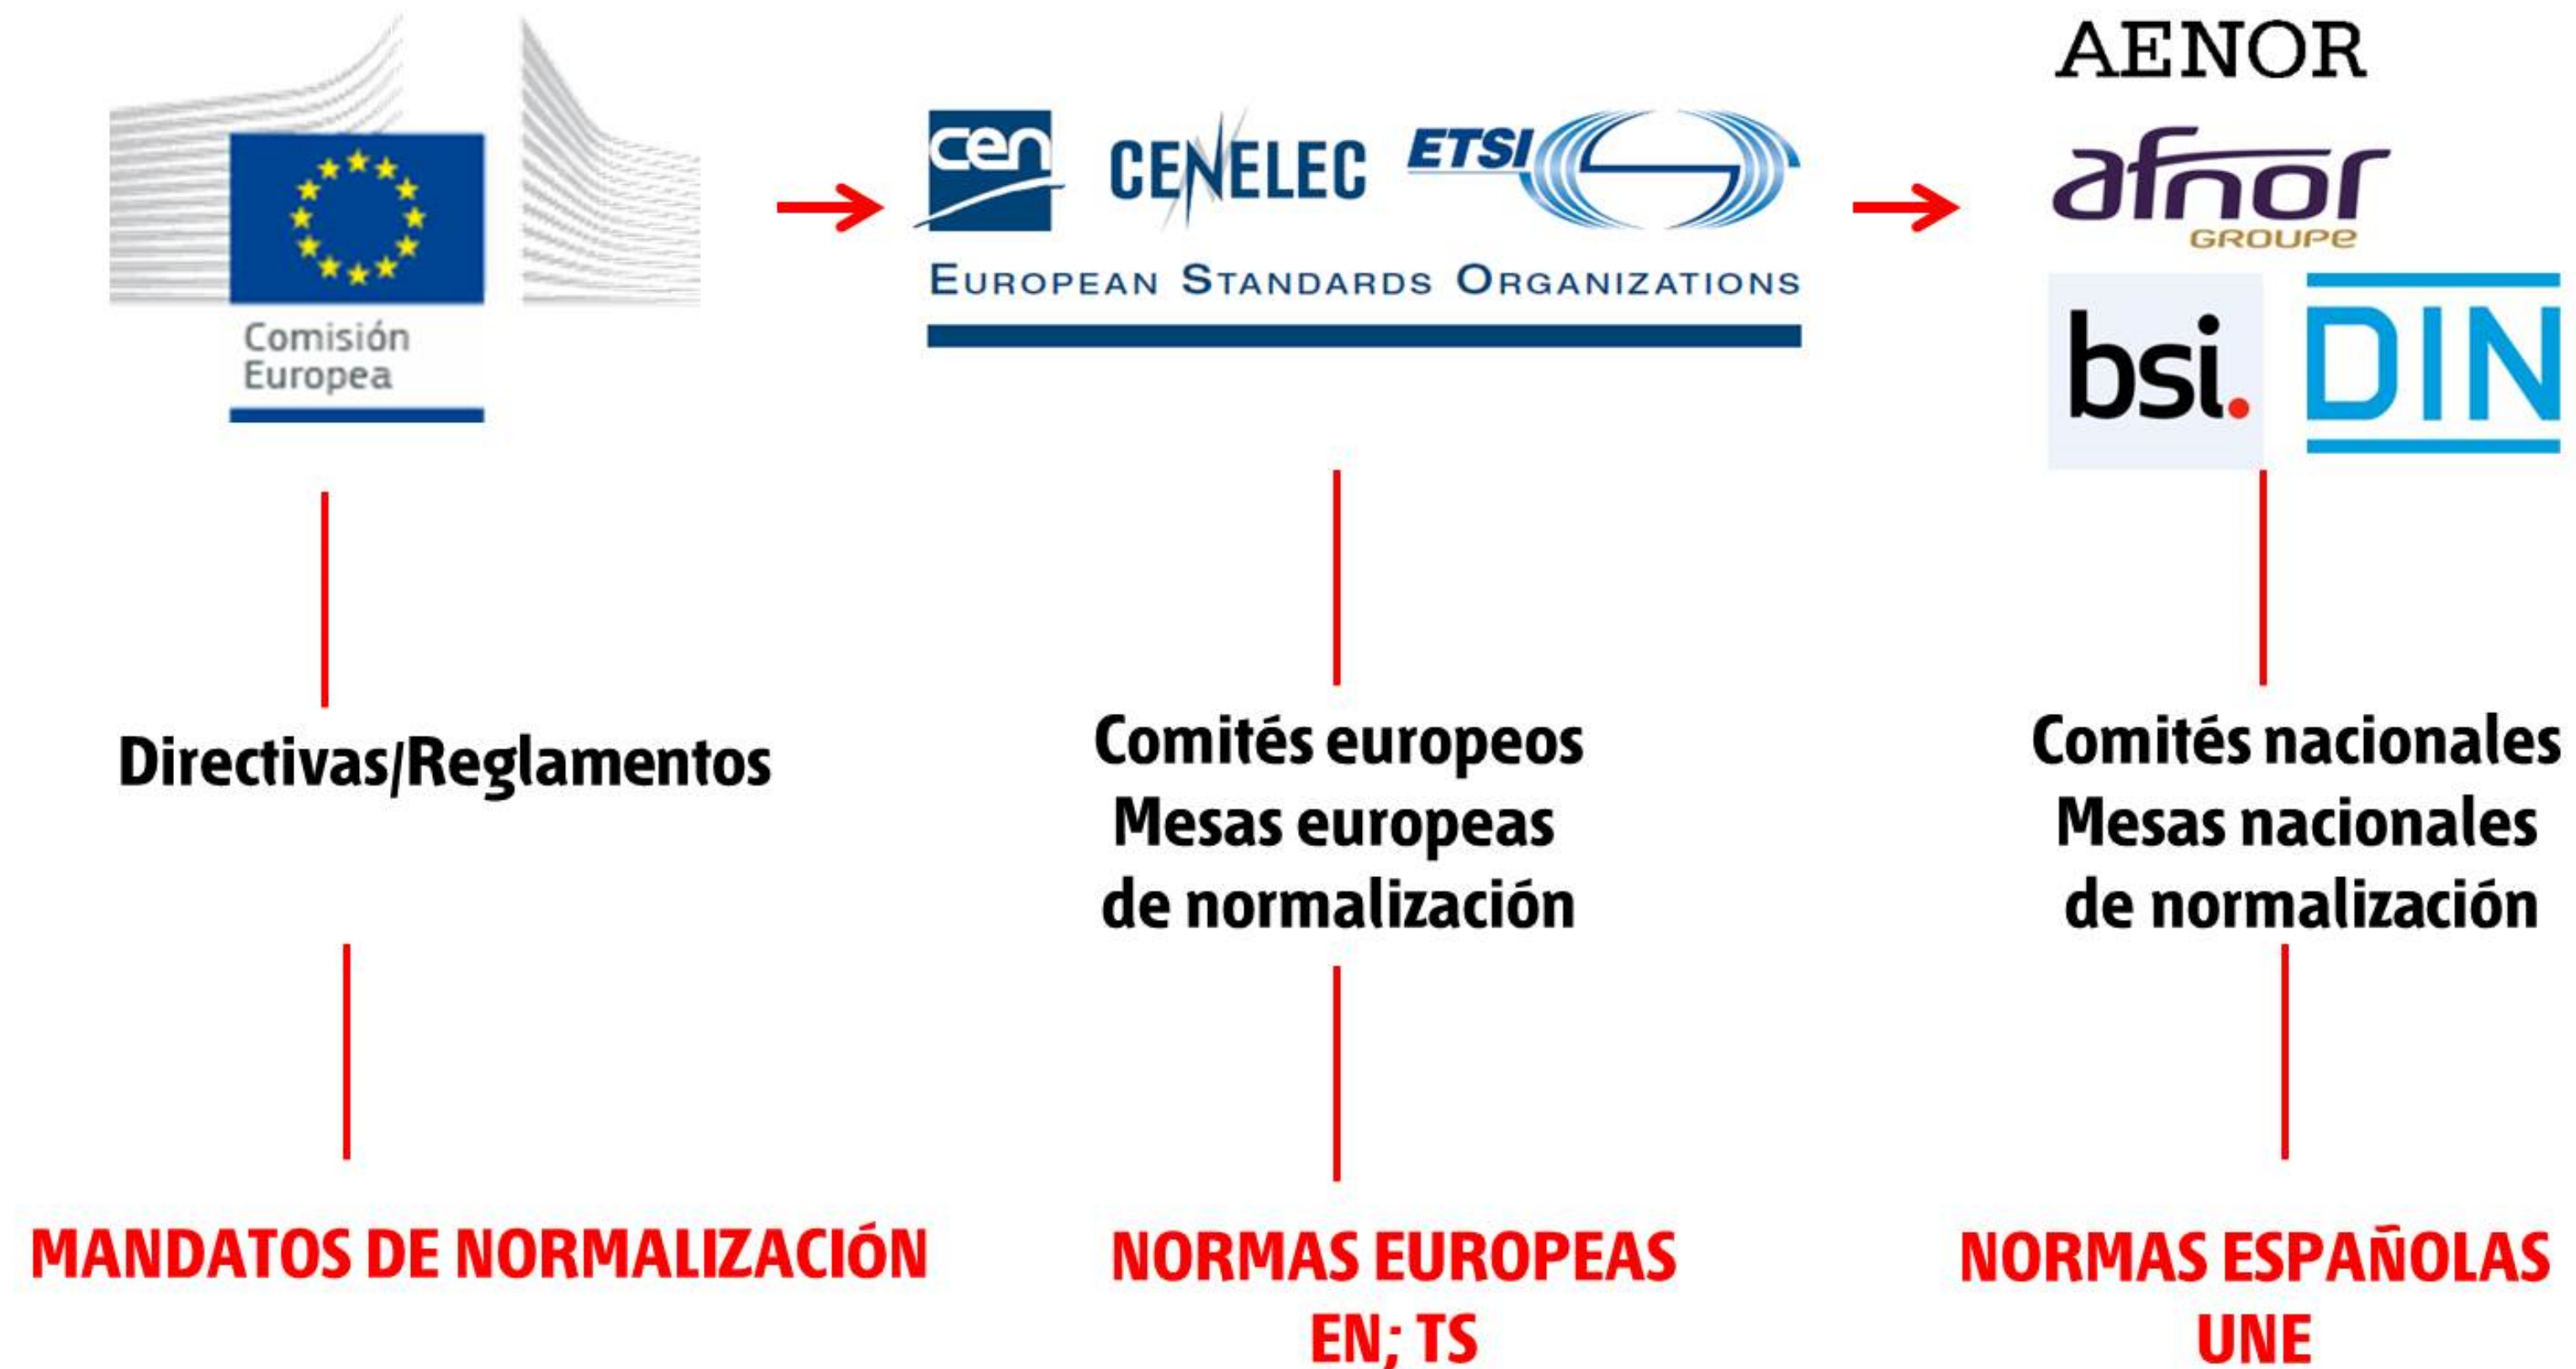 Comisión
Europea
cen
CENELEC
ETSI
EUROPEAN STANDARDS ORGANIZATIONS
AENOR
afnor
GROUPE
bsi.
DIN
Directivas/Reglamentos
MANDATOS DE NORMALIZACIÓN
Comités europeos
Mesas europeas
de normalización
NORMAS EUROPEAS
EN; TS
Comités nacionales
Mesas nacionales
de normalización
NORMAS ESPAÑOLAS
UNE